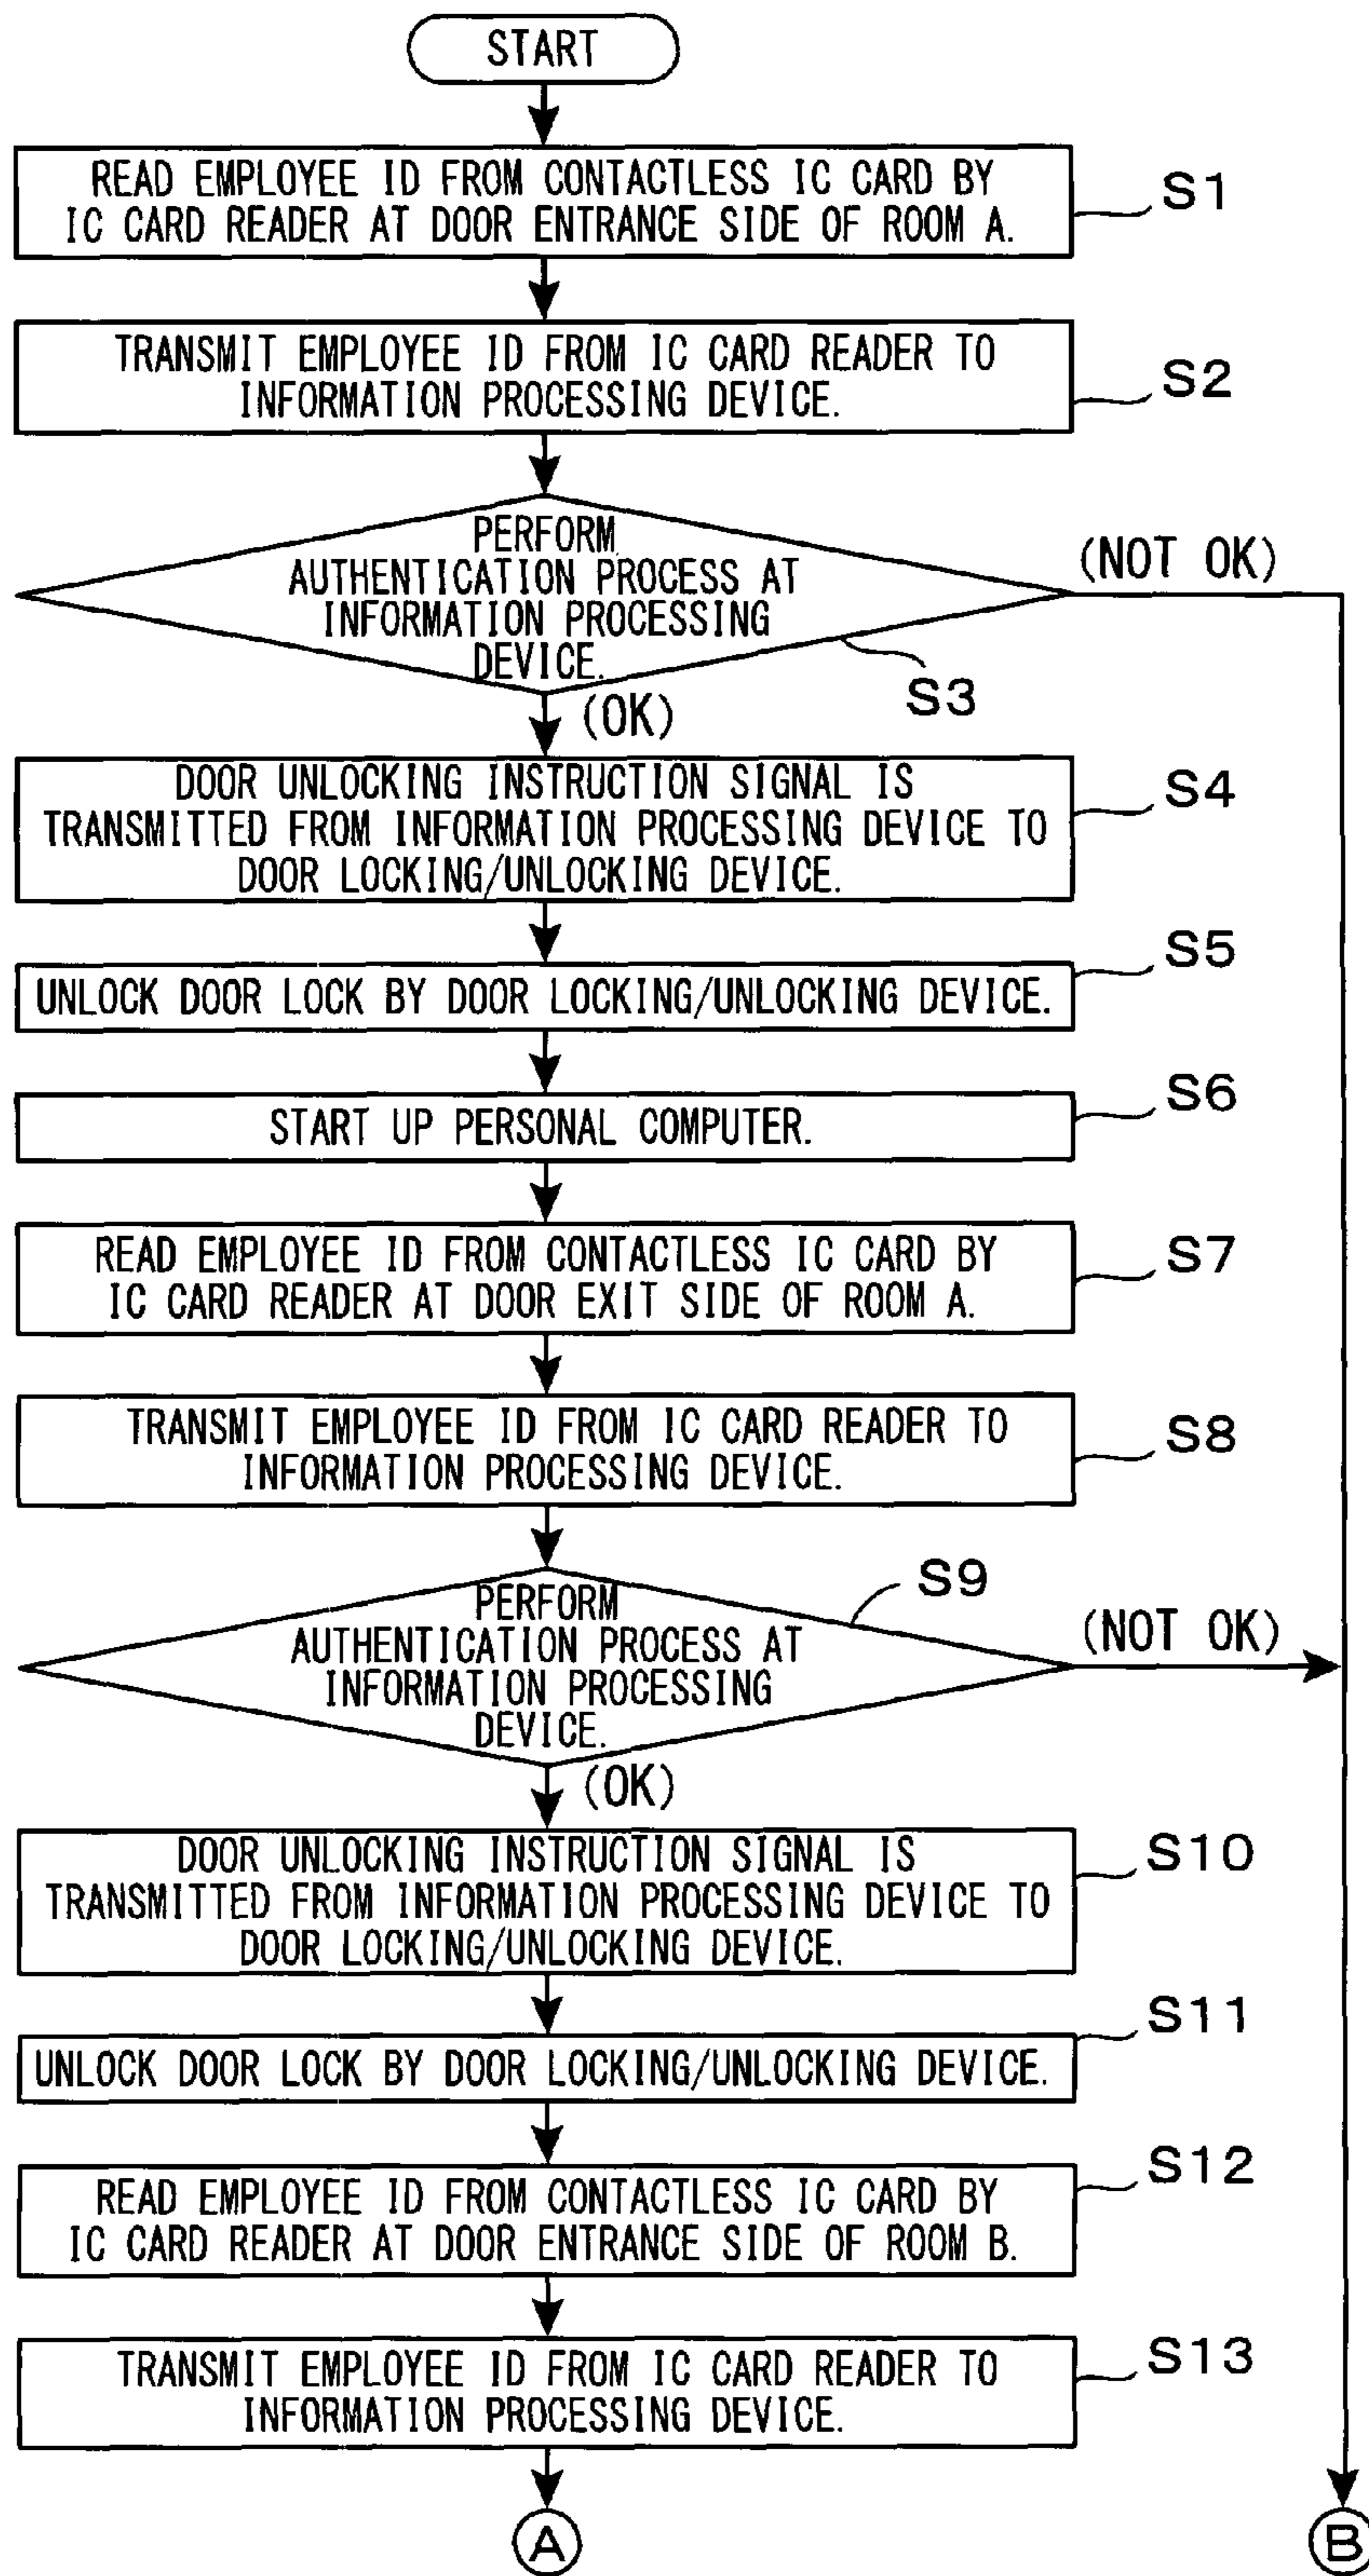 START
READ EMPLOYEE ID FROM CONTACTLESS IC CARD BY
IC CARD READER AT DOOR ENTRANCE SIDE OF ROOM A.
S1
TRANSMIT EMPLOYEE ID FROM IC CARD READER TO
INFORMATION PROCESSING DEVICE.
S2
PERFORM
AUTHENTICATION PROCESS AT
INFORMATION PROCESSING
DEVICE.
(NOT OK)
S3
(OK)
DOOR UNLOCKING INSTRUCTION SIGNAL IS
TRANSMITTED FROM INFORMATION PROCESSING DEVICE TO
DOOR LOCKING/UNLOCKING DEVICE.
S4
UNLOCK DOOR LOCK BY DOOR LOCKING/UNLOCKING DEVICE.
S5
START UP PERSONAL COMPUTER.
S6
READ EMPLOYEE ID FROM CONTACTLESS IC CARD BY
IC CARD READER AT DOOR EXIT SIDE OF ROOM A.
S7
TRANSMIT EMPLOYEE ID FROM IC CARD READER TO
INFORMATION PROCESSING DEVICE.
S8
PERFORM
AUTHENTICATION PROCESS AT
INFORMATION PROCESSING
DEVICE.
S9
(NOT OK)
(OK)
DOOR UNLOCKING INSTRUCTION SIGNAL IS
TRANSMITTED FROM INFORMATION PROCESSING DEVICE TO
DOOR LOCKING/UNLOCKING DEVICE.
S10
UNLOCK DOOR LOCK BY DOOR LOCKING/UNLOCKING DEVICE.
S11
READ EMPLOYEE ID FROM CONTACTLESS IC CARD BY
IC CARD READER AT DOOR ENTRANCE SIDE OF ROOM B.
S12
TRANSMIT EMPLOYEE ID FROM IC CARD READER TO
INFORMATION PROCESSING DEVICE.
S13
A
B